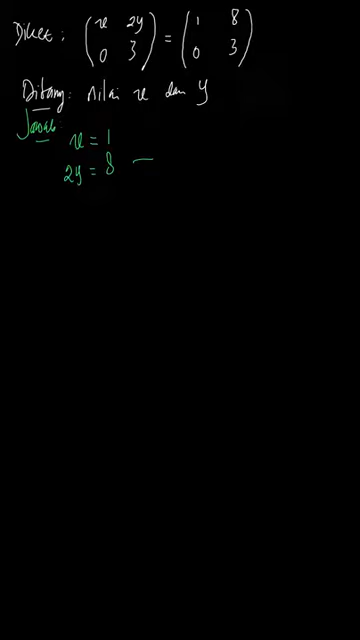 Diket : (x 2y) = (1 8)
(0 3) (0 3)
Ditanya: nilai x dan y
Jawab:
x = 1
2y = 8 —